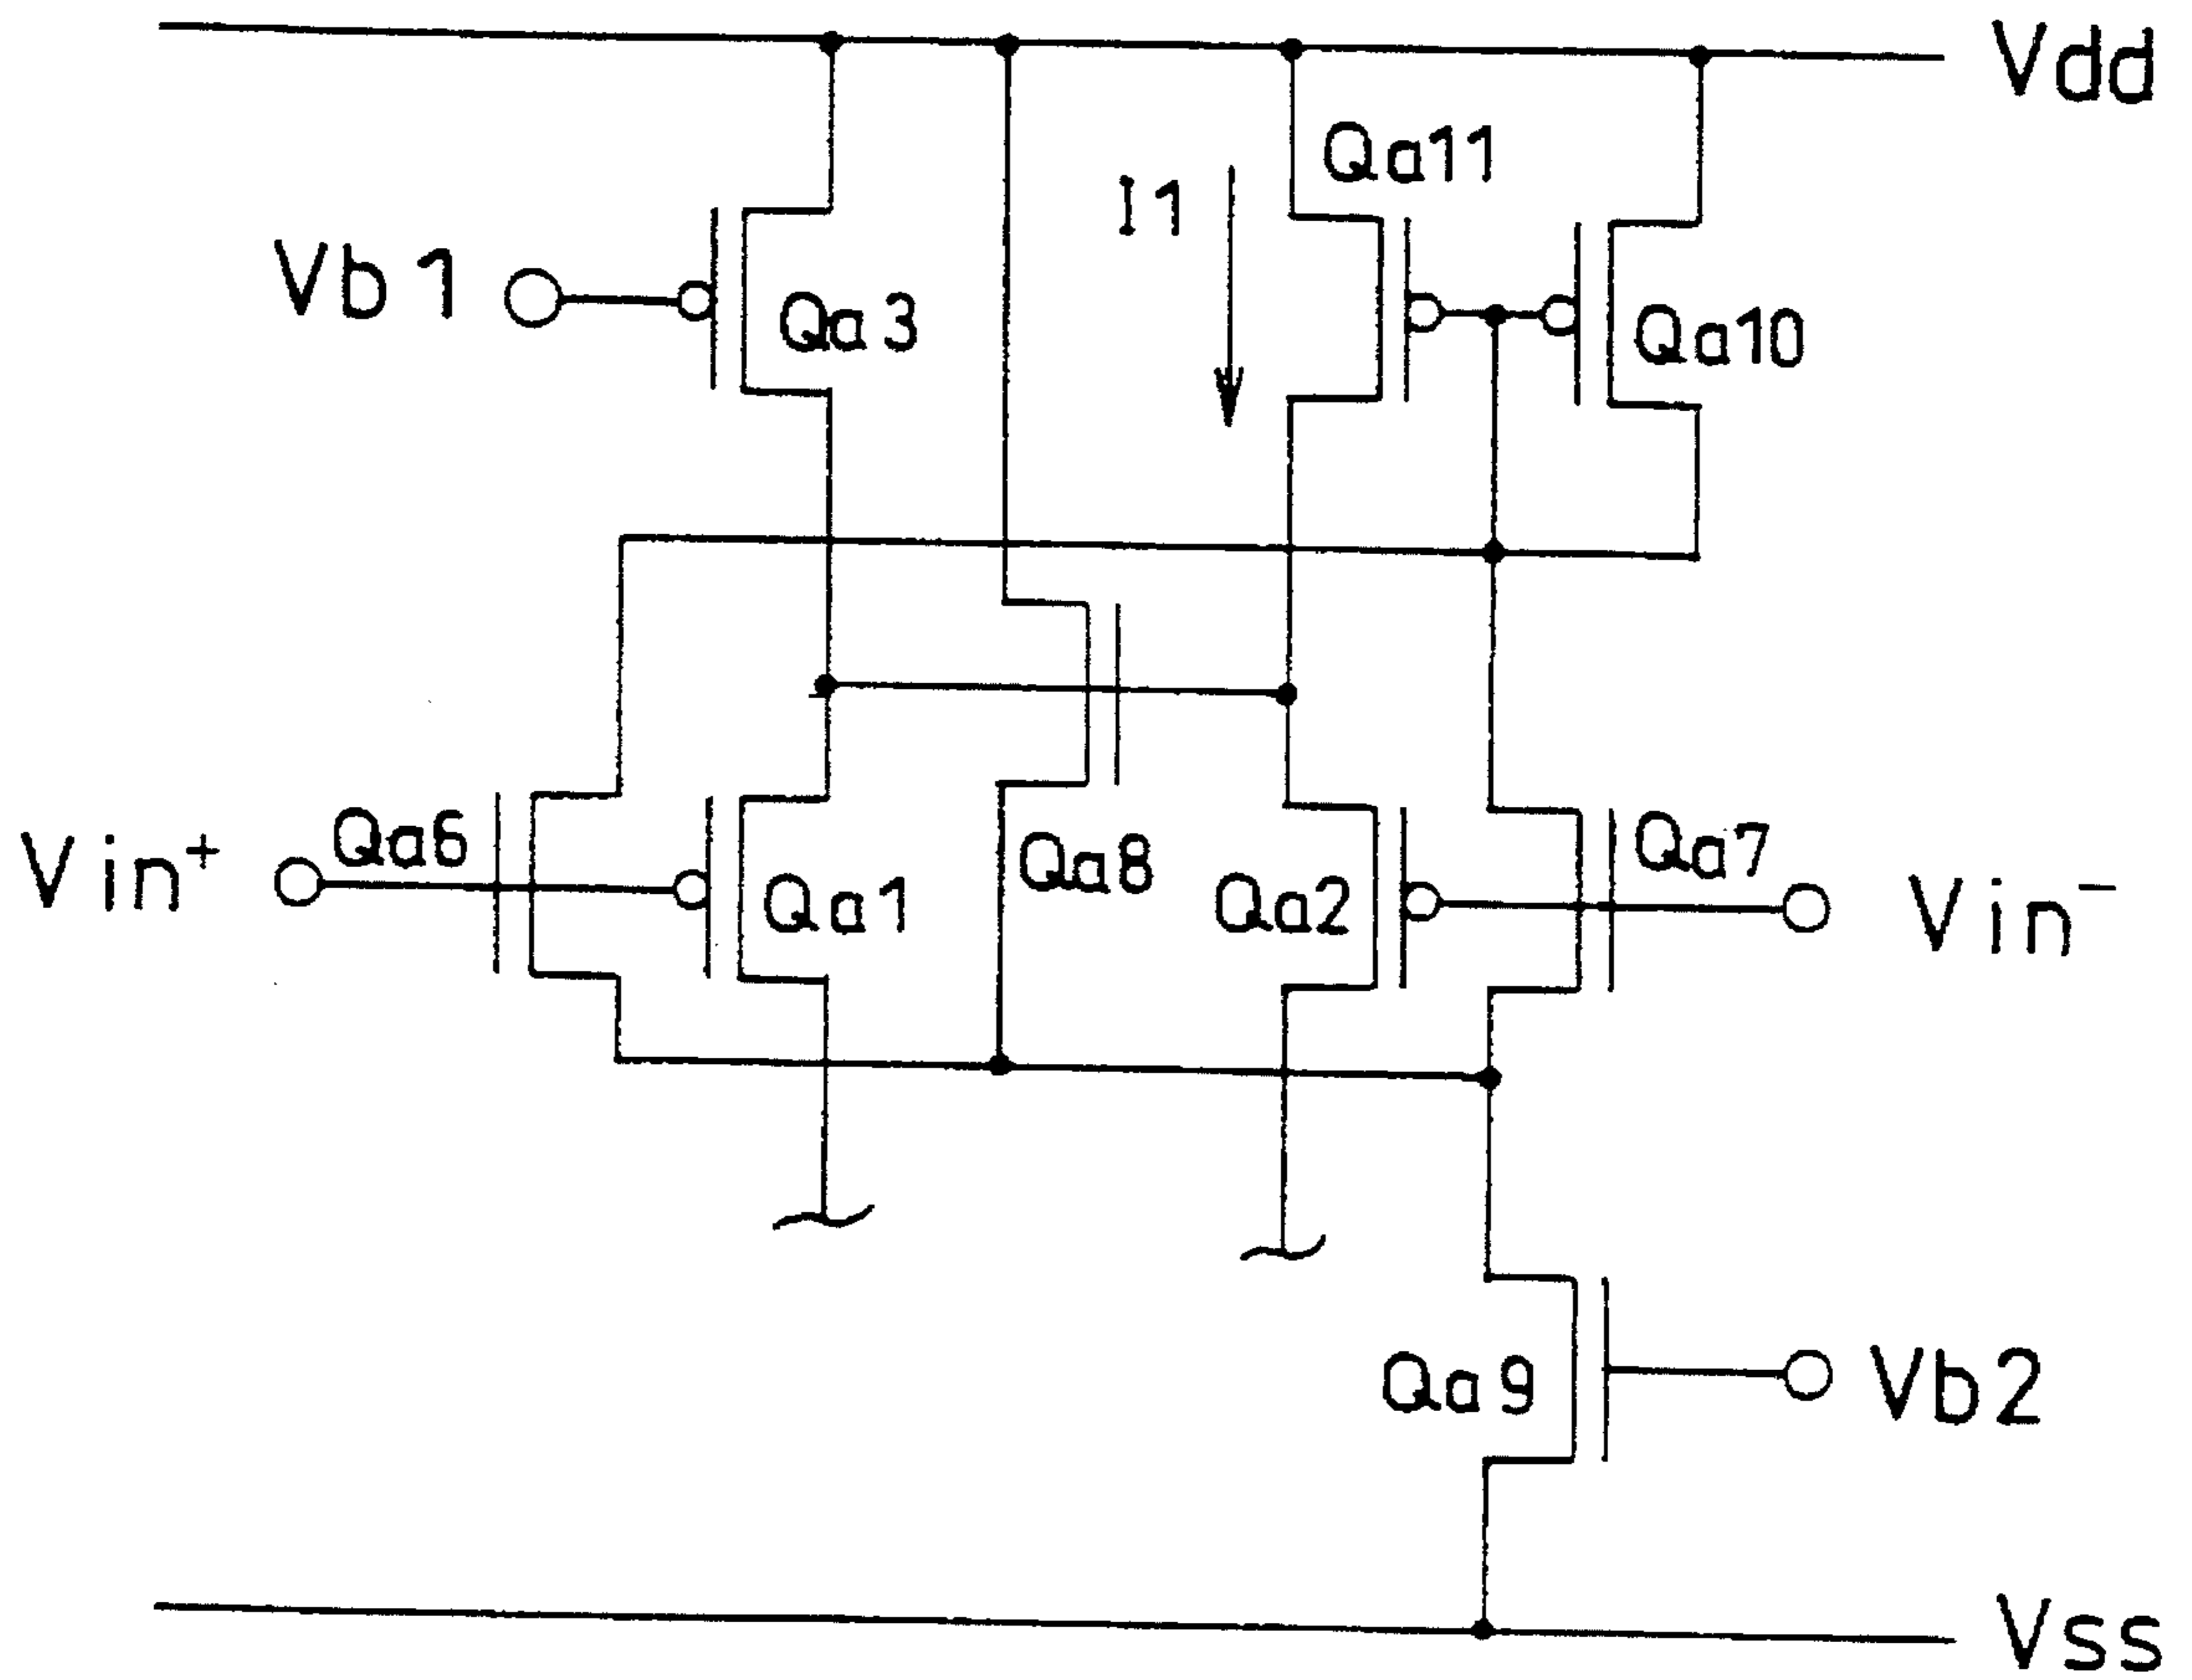 Vdd
Qa11
I1
Vb1
Qa3
Qa10
Qa6
Vin+
Qa8
Qa7
Qa1
Qa2
Vin−
Qa9
Vb2
Vss